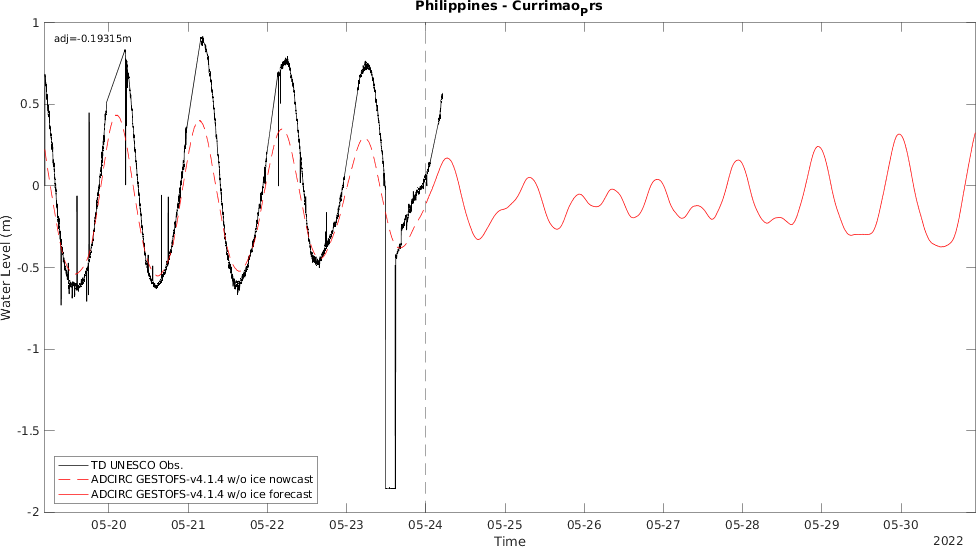 Philippines - Currimao_prs
adj=-0.19315m
1
0.5
0
-0.5
-1
-1.5
-2
Water Level (m)
TD UNESCO Obs.
ADCIRC GESTOFS-v4.1.4 w/o ice nowcast
ADCIRC GESTOFS-v4.1.4 w/o ice forecast
05-20 05-21 05-22 05-23 05-24 05-25 05-26 05-27 05-28 05-29 05-30
Time
2022